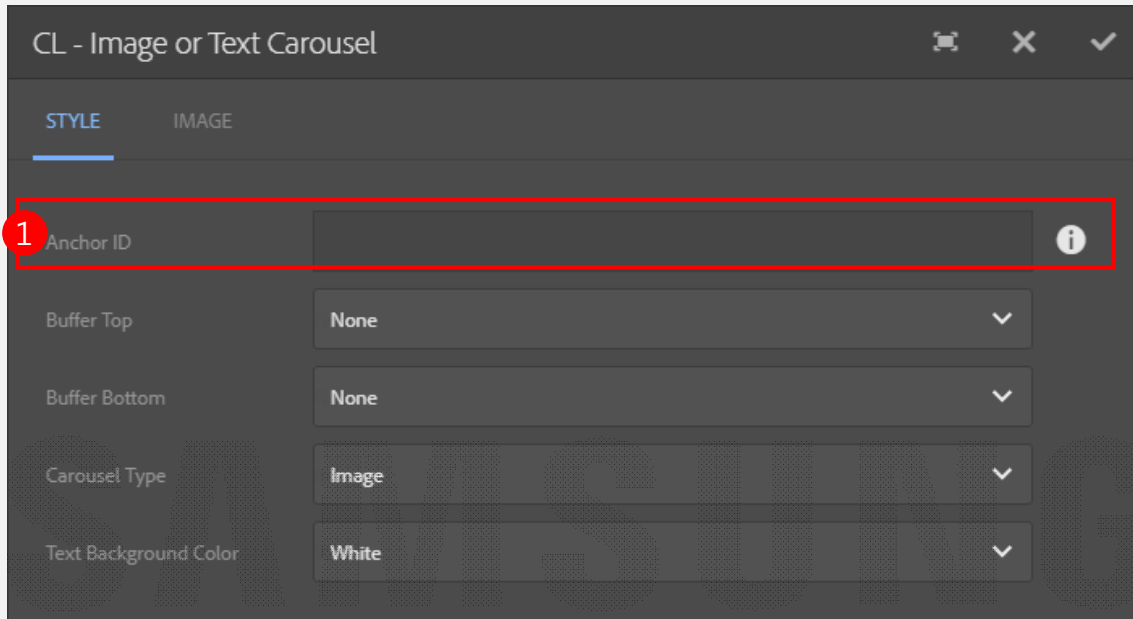 CL - Image or Text Carousel
STYLE IMAGE
1 Anchor ID
Buffer Top None
Buffer Bottom None
Carousel Type Image
Text Background Color White
SAMSUNG